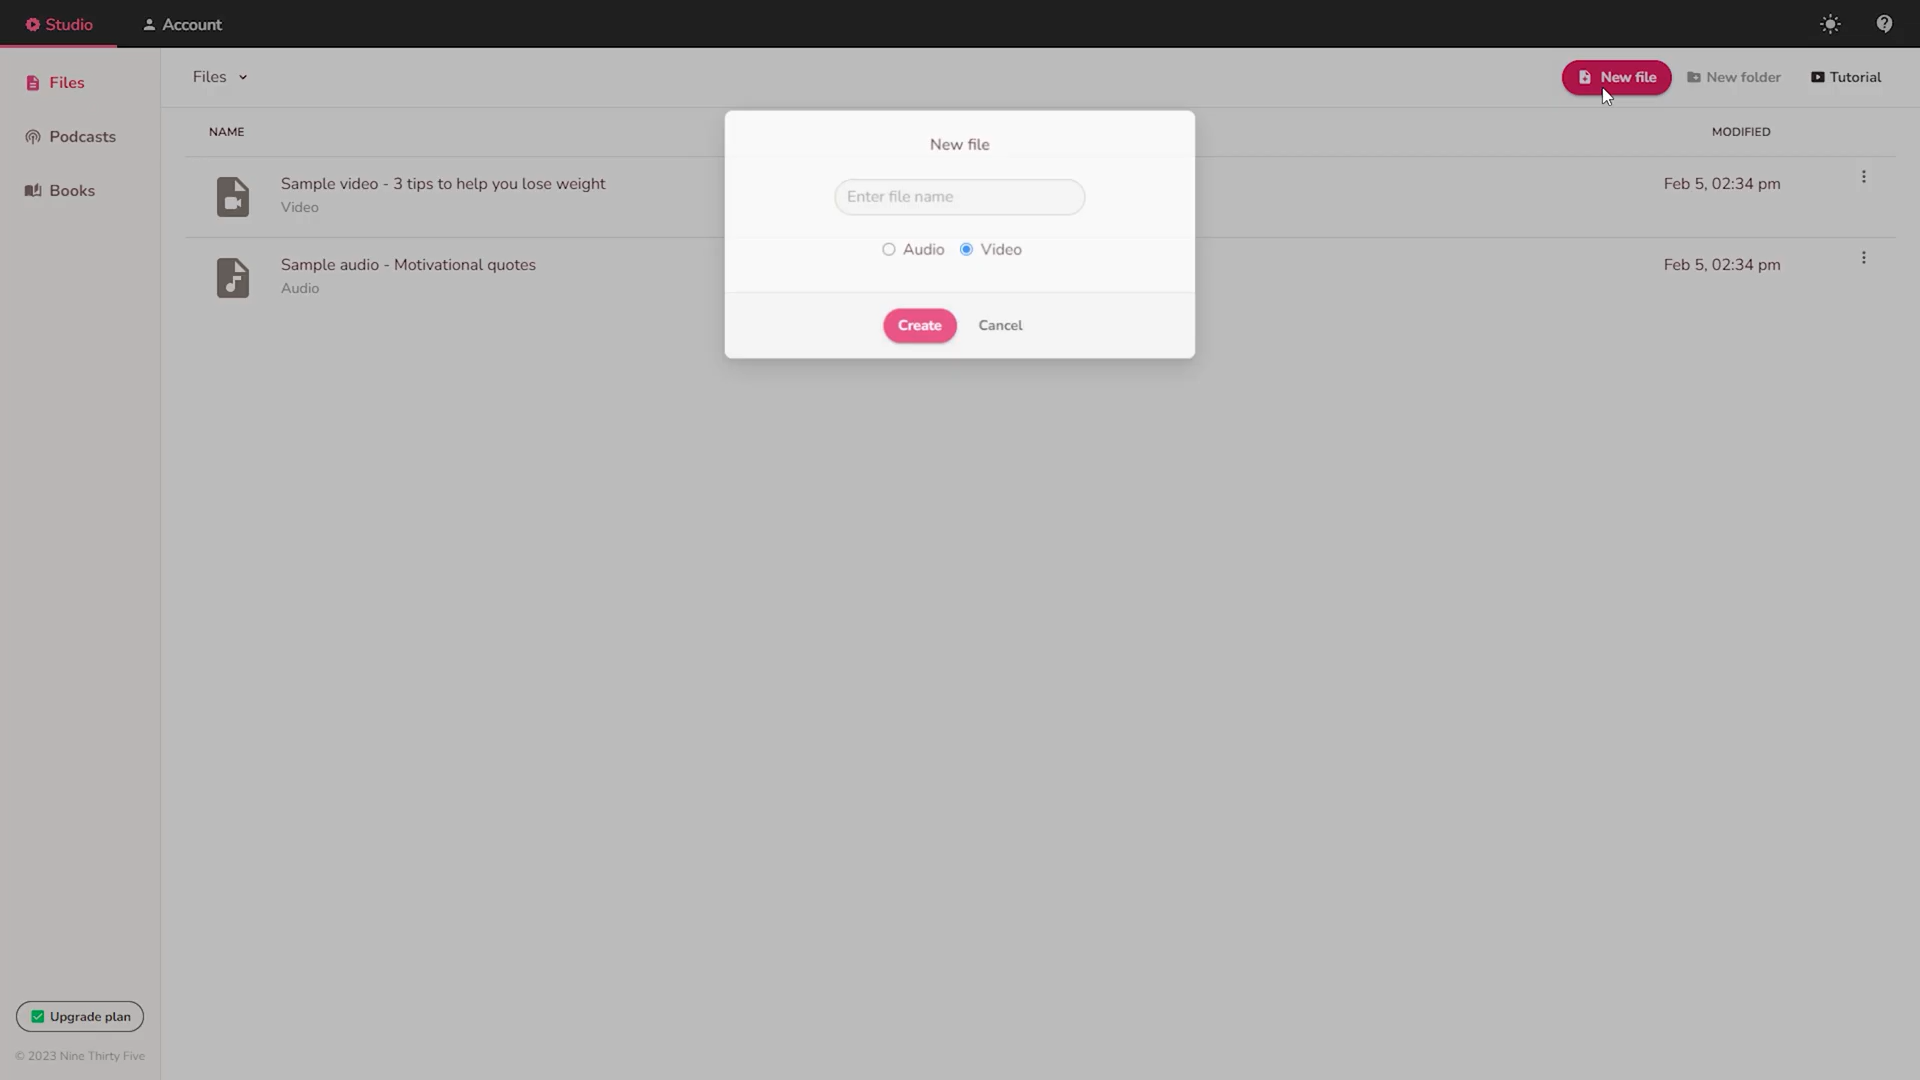 Studio
Account
Files
Podcasts
Books
Files
New file
New folder
Tutorial
NAME
MODIFIED
Sample video - 3 tips to help you lose weight
Video
Feb 5, 02:34 pm
Sample audio - Motivational quotes
Audio
Feb 5, 02:34 pm
New file
Enter file name
Audio
Video
Create
Cancel
Upgrade plan
© 2023 Nine Thirty Five